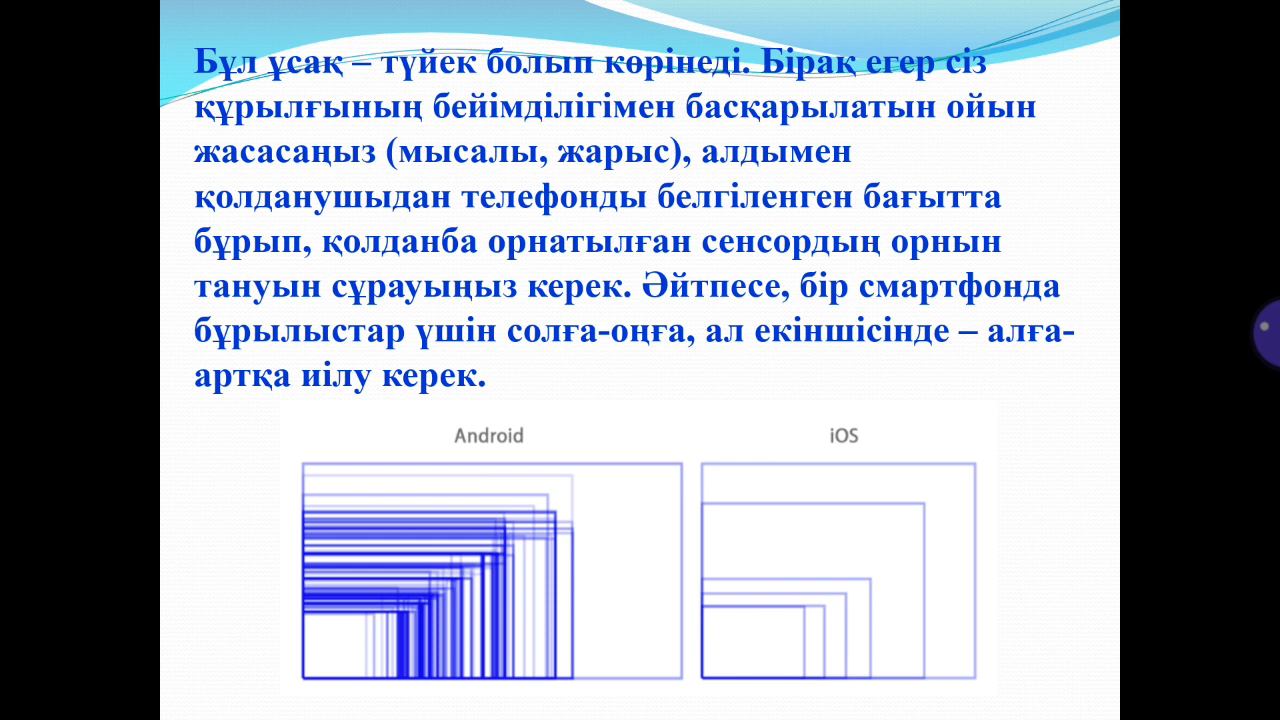 Бұл ұсақ – түйек болып көрінеді. Бірақ егер сіз
құрылғының бейімділігімен басқарылатын ойын
жасасаңыз (мысалы, жарыс), алдымен
қолданушыдан телефонды белгіленген бағытта
бұрып, қолданба орнатылған сенсордың орнын
тануын сұрауыңыз керек. Әйтпесе, бір смартфонда
бұрылыстар үшін солға-оңға, ал екіншісінде – алға-
артқа иілу керек.
Android
iOS